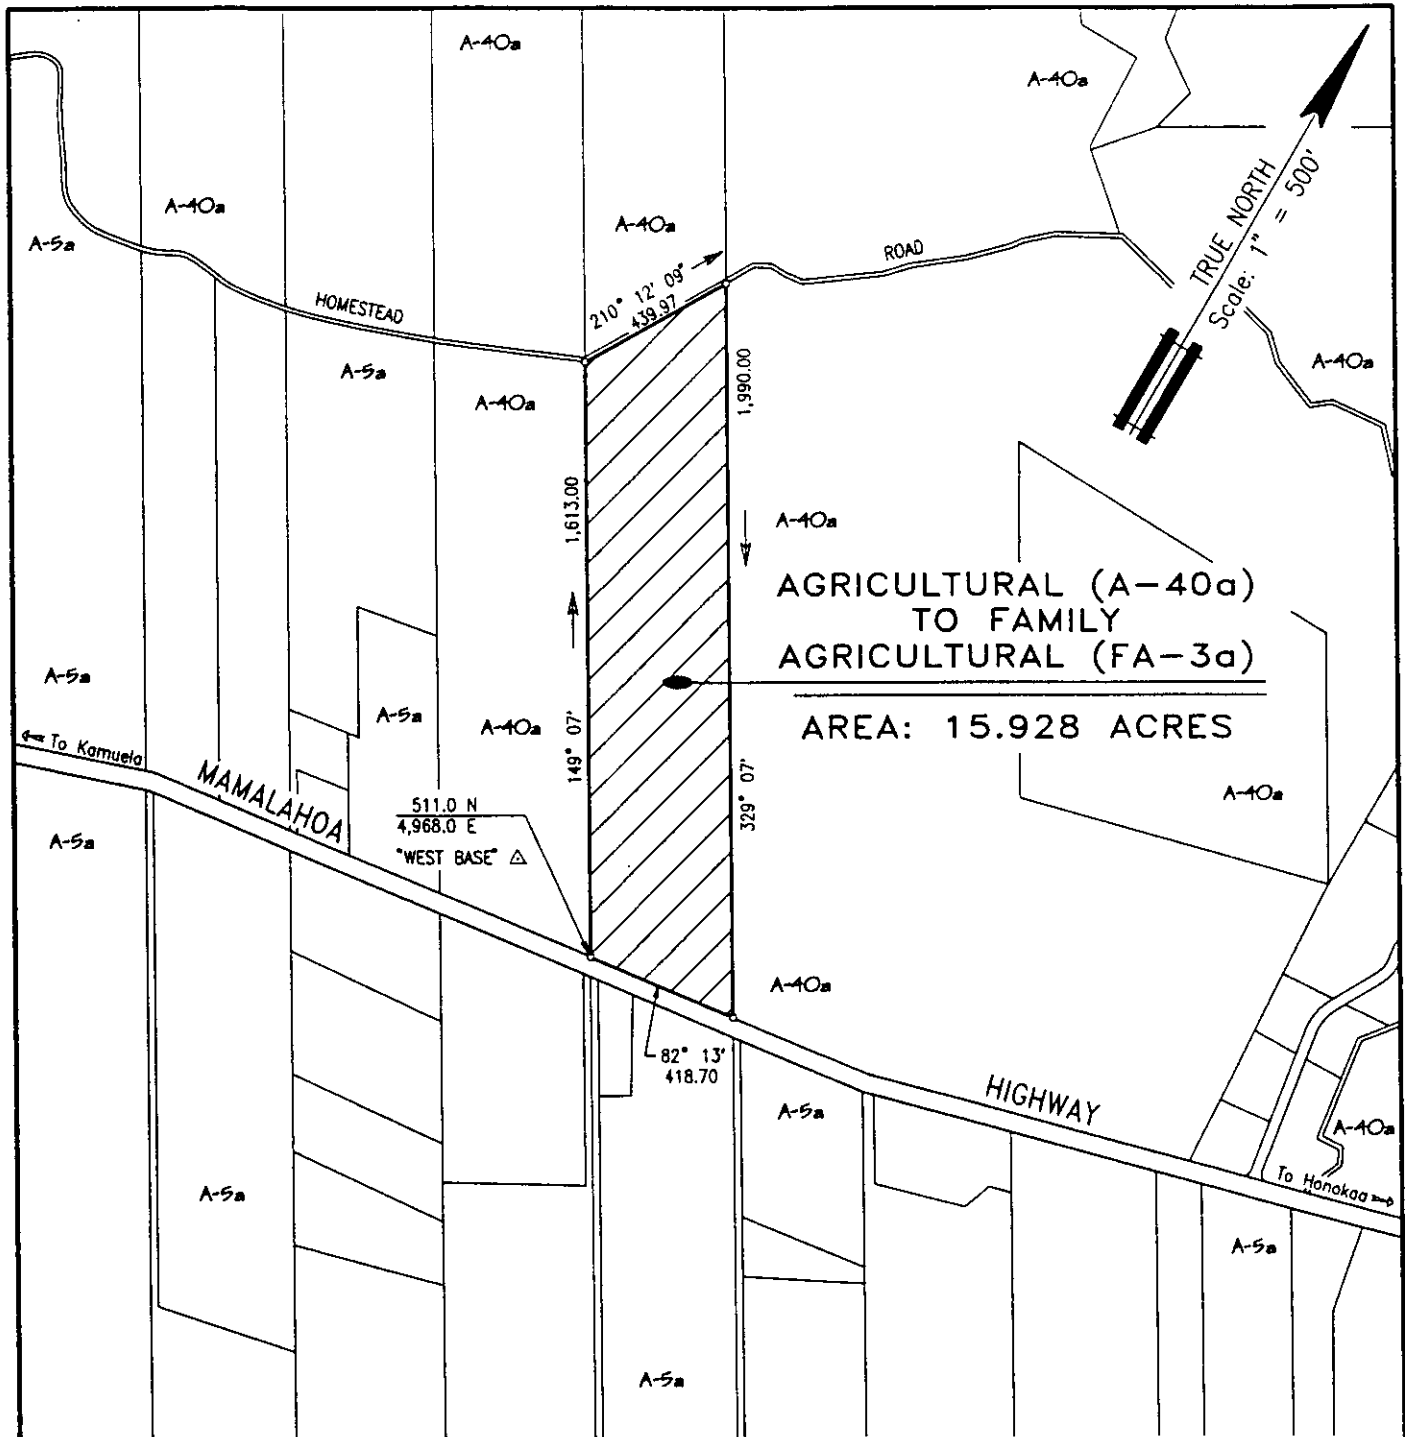 A-40a
A-40a
A-40a
A-40a
A-5a
ROAD
TRUE NORTH
Scale: 1" = 500'
210° 12' 09"
439.97
HOMESTEAD
A-5a
A-40a
A-40a
1,990.00
1,613.00
A-40a
AGRICULTURAL (A-40a)
TO FAMILY
AGRICULTURAL (FA-3a)
AREA: 15.928 ACRES
A-5a
A-5a
A-40a
149° 07'
329° 07'
To Kamuela
MAMALAHOA
A-40a
511.0 N
4,968.0 E
"WEST BASE"
A-5a
A-40a
82° 13'
418.70
HIGHWAY
A-5a
A-40a
To Honokaa
A-5a
A-5a
A-5a